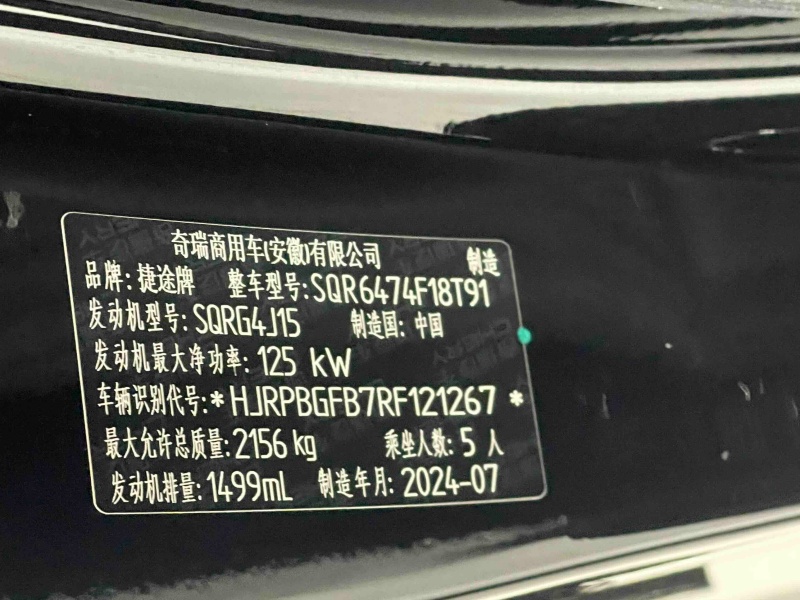 奇瑞商用车(安徽)有限公司 制造
品牌:捷途牌 整车型号:SQR6474F18T91
发动机型号:SQRG4J15 制造国:中国
发动机最大净功率:125 kW
车辆识别代号:*HJRPBGFB7RF121267*
最大允许总质量:2156 kg 乘坐人数:5 人
发动机排量:1499mL 制造年月:2024-07